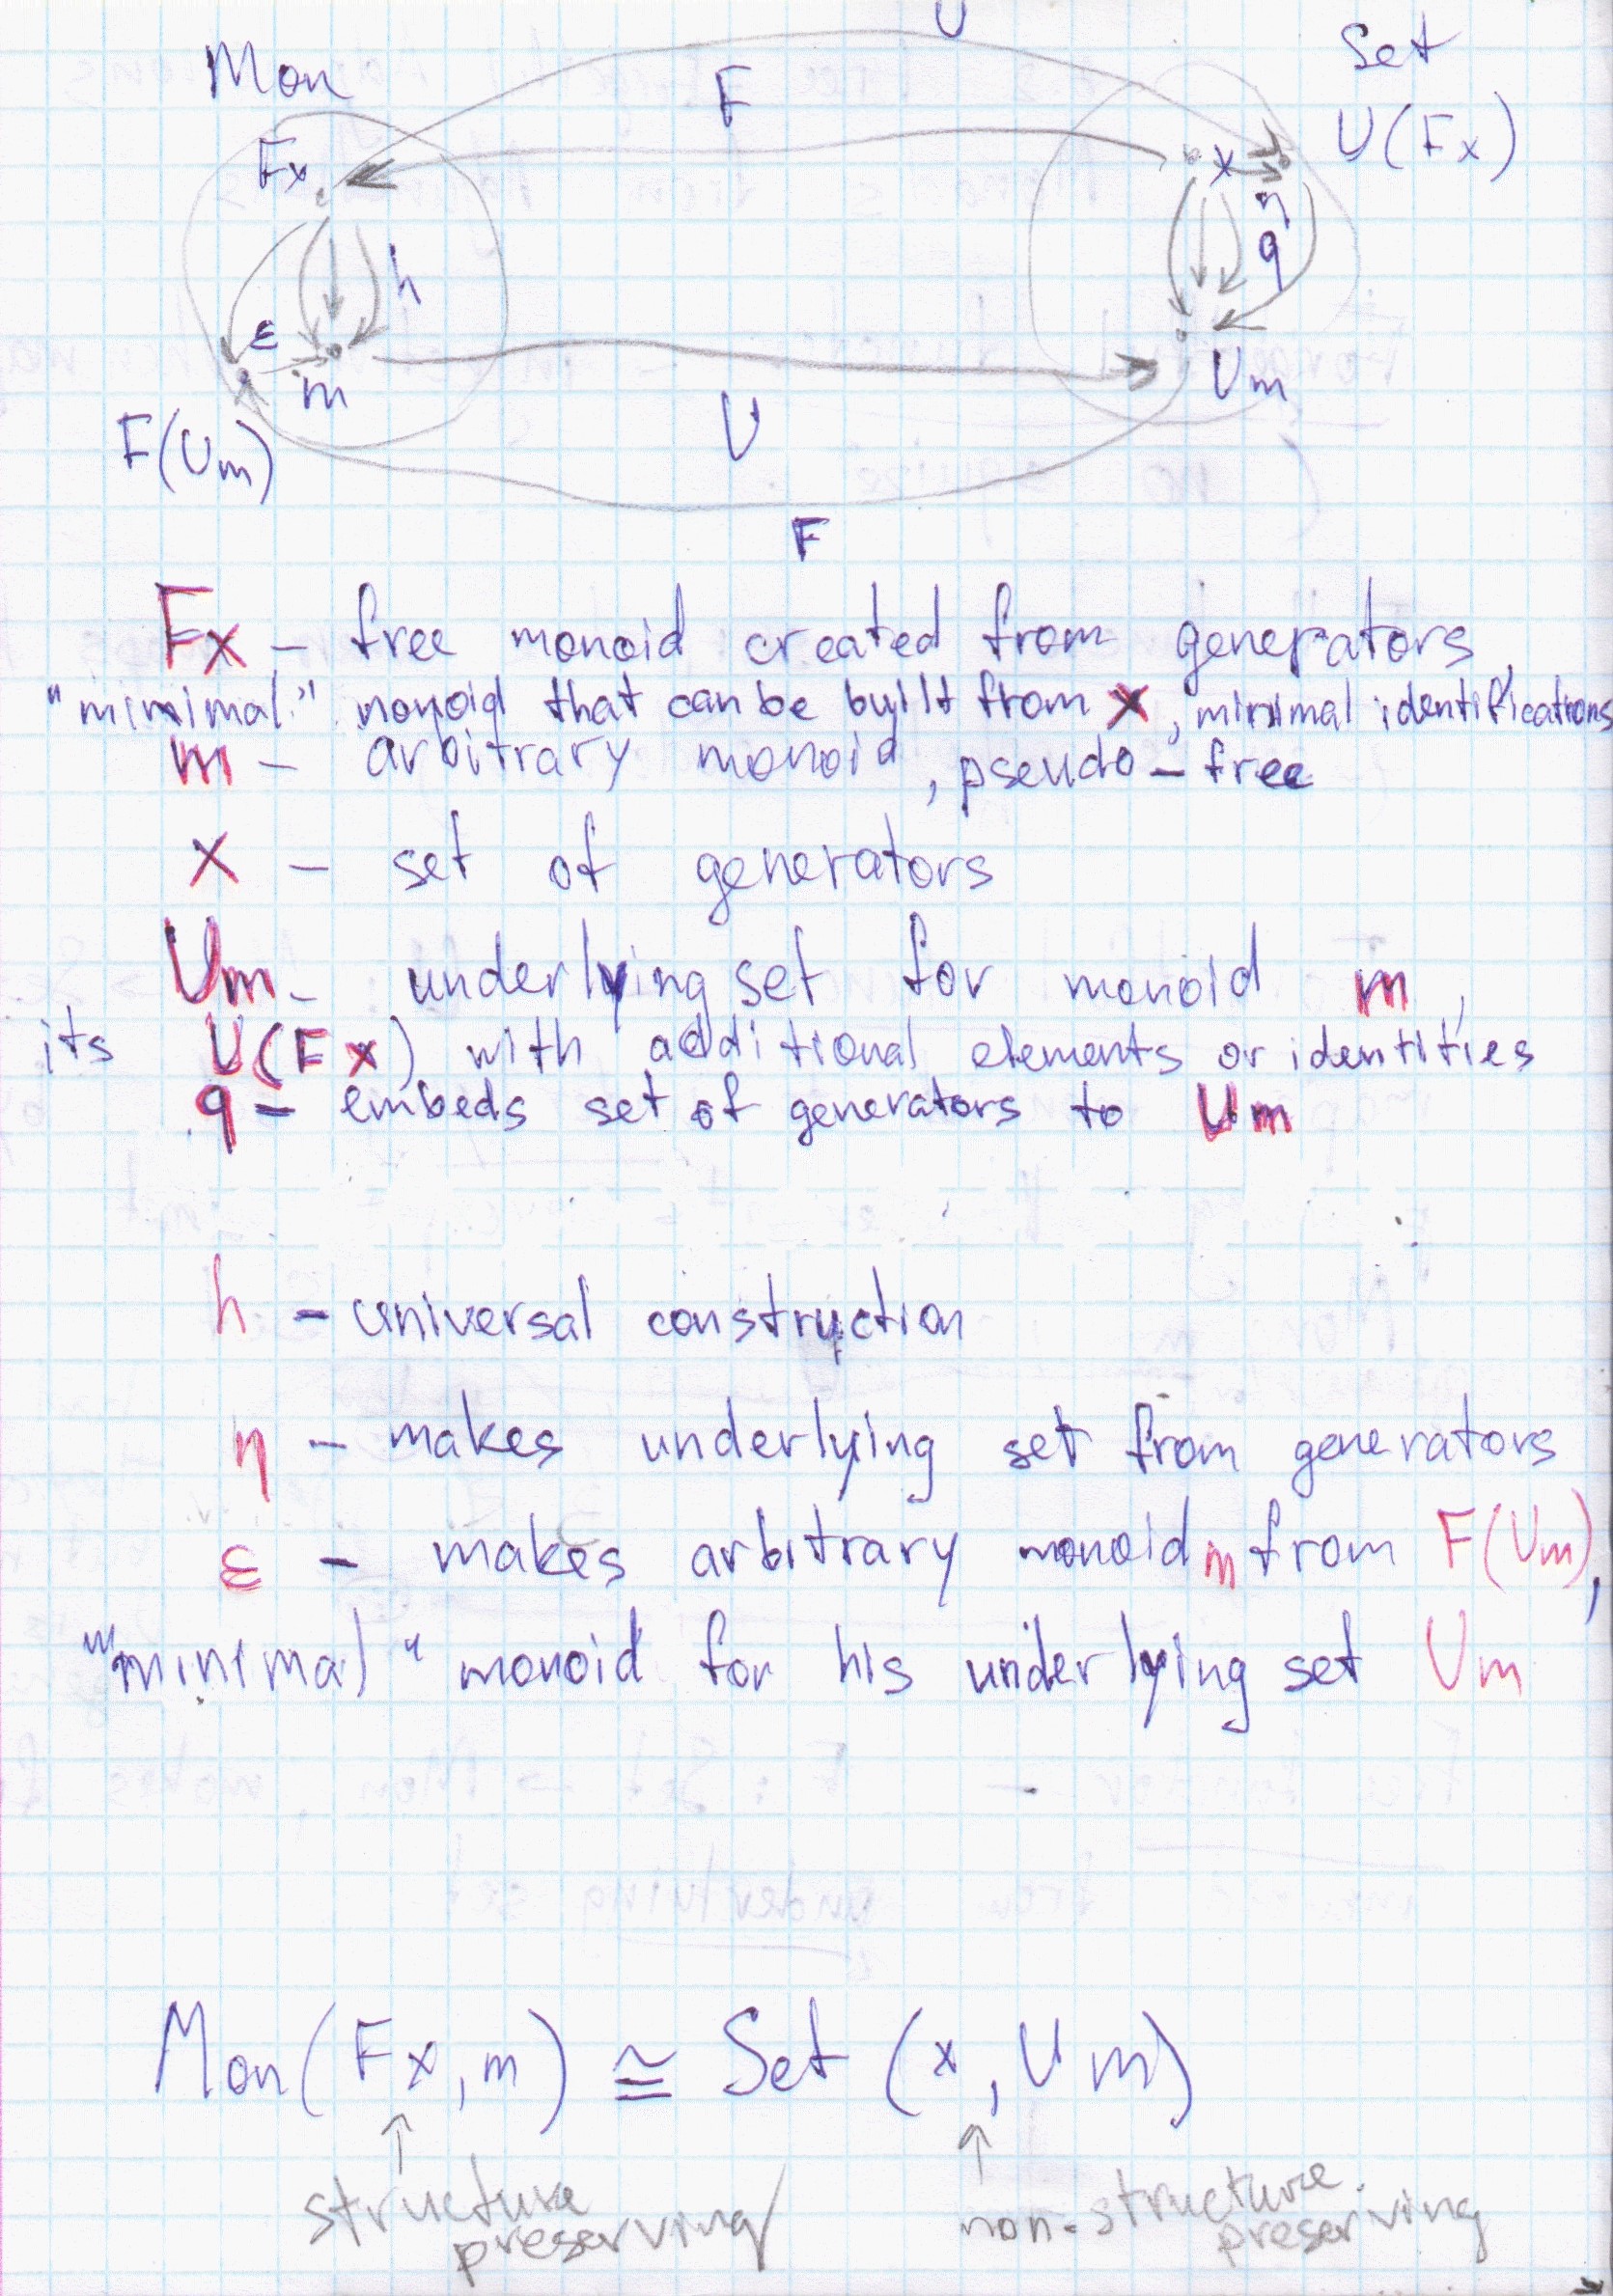 U
Mon
F
Set
Fx
x
U(Fx)
η
h
q
ε
m
Um
F(Um)
U
F
Fx – free monoid created from generators,
"minimal" monoid that can be built from x, minimal identifications
m – arbitrary monoid, pseudo-free
x – set of generators
Um – underlying set for monoid m,
its U(Fx) with additional elements or identities
q – embeds set of generators to Um
h – universal construction
η – makes underlying set from generators
ε – makes arbitrary monoid m from F(Um),
"minimal" monoid for his underlying set Um
Mon(Fx, m) ≅ Set (x, Um)
↑ ↑
structure non-structure
preserving preserving